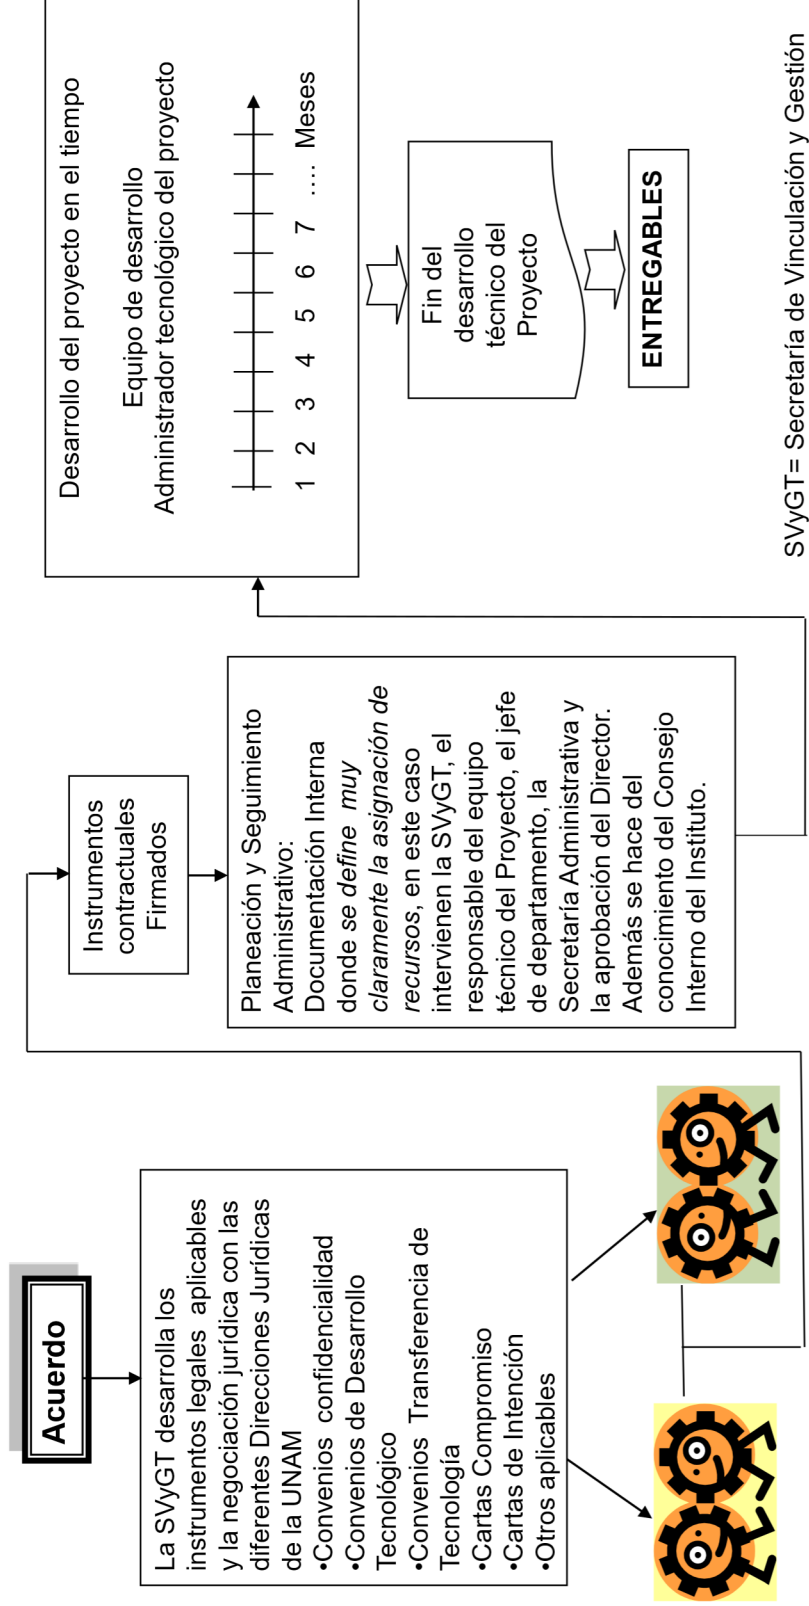 Acuerdo
La SVyGT desarrolla los
instrumentos legales aplicables
y la negociación jurídica con las
diferentes Direcciones Jurídicas
de la UNAM
•Convenios confidencialidad
•Convenios de Desarrollo
Tecnológico
•Convenios Transferencia de
Tecnología
•Cartas Compromiso
•Cartas de Intención
•Otros aplicables
Instrumentos
contractuales
Firmados
Planeación y Seguimiento
Administrativo:
Documentación Interna
donde se define muy
claramente la asignación de
recursos, en este caso
intervienen la SVyGT, el
responsable del equipo
técnico del Proyecto, el jefe
de departamento, la
Secretaría Administrativa y
la aprobación del Director.
Además se hace del
conocimiento del Consejo
Interno del Instituto.
Desarrollo del proyecto en el tiempo
Equipo de desarrollo
Administrador tecnológico del proyecto
1 2 3 4 5 6 7 .... Meses
Fin del
desarrollo
técnico del
Proyecto
ENTREGABLES
SVyGT= Secretaría de Vinculación y Gestión